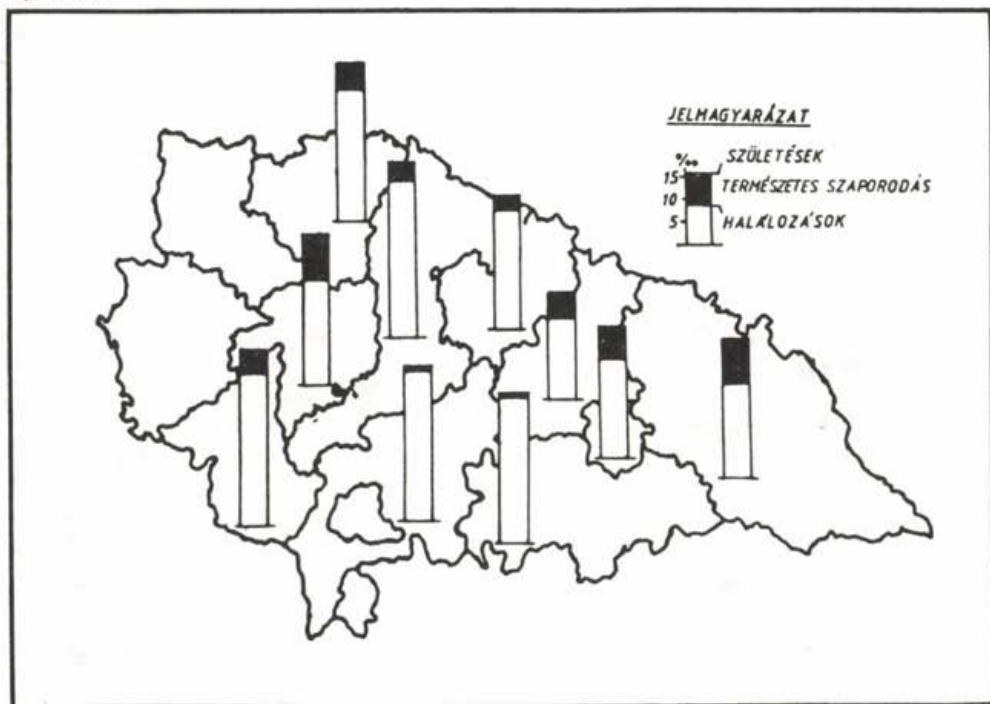 JELMAGYARÁZAT
‰ SZÜLETÉSEK
15 TERMÉSZETES SZAPORODÁS
10
5 HALÁLOZÁSOK